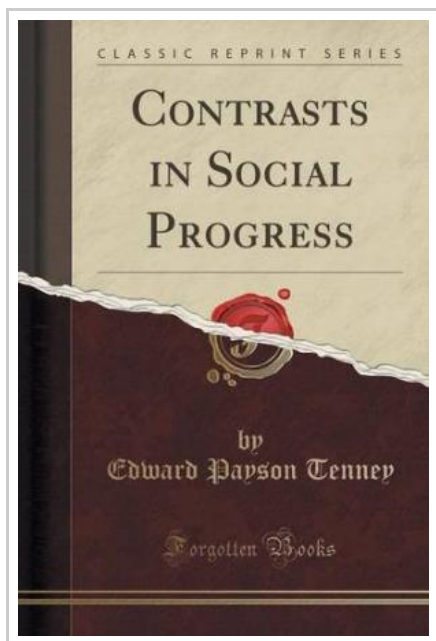 CLASSIC REPRINT SERIES
CONTRASTS
IN SOCIAL
PROGRESS
by
Edward Payson Tenney
Forgotten Books